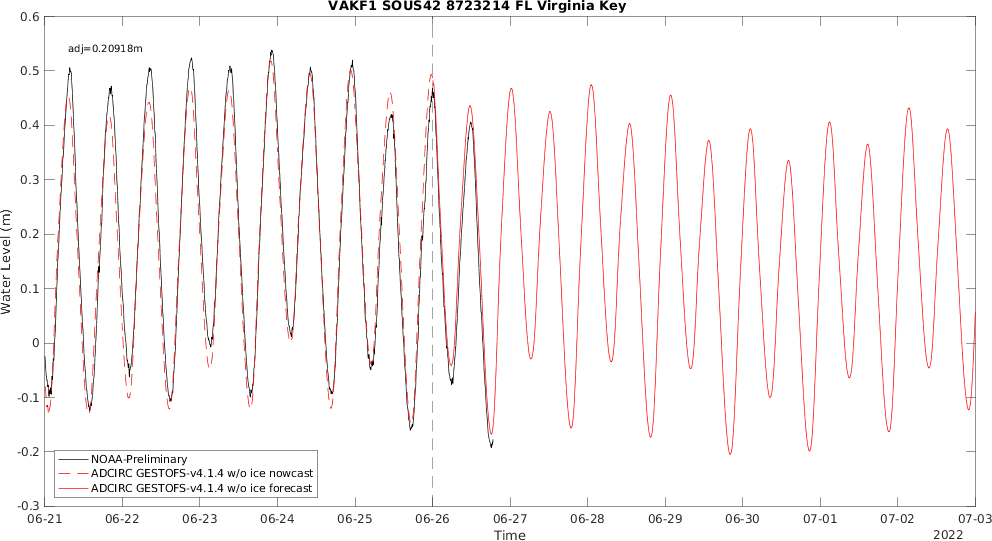 VAKF1 SOUS42 8723214 FL Virginia Key
adj=0.20918m
0.6
0.5
0.4
0.3
0.2
0.1
0
-0.1
-0.2
-0.3
Water Level (m)
NOAA-Preliminary
ADCIRC GESTOFS-v4.1.4 w/o ice nowcast
ADCIRC GESTOFS-v4.1.4 w/o ice forecast
06-21 06-22 06-23 06-24 06-25 06-26 06-27 06-28 06-29 06-30 07-01 07-02 07-03
Time
2022